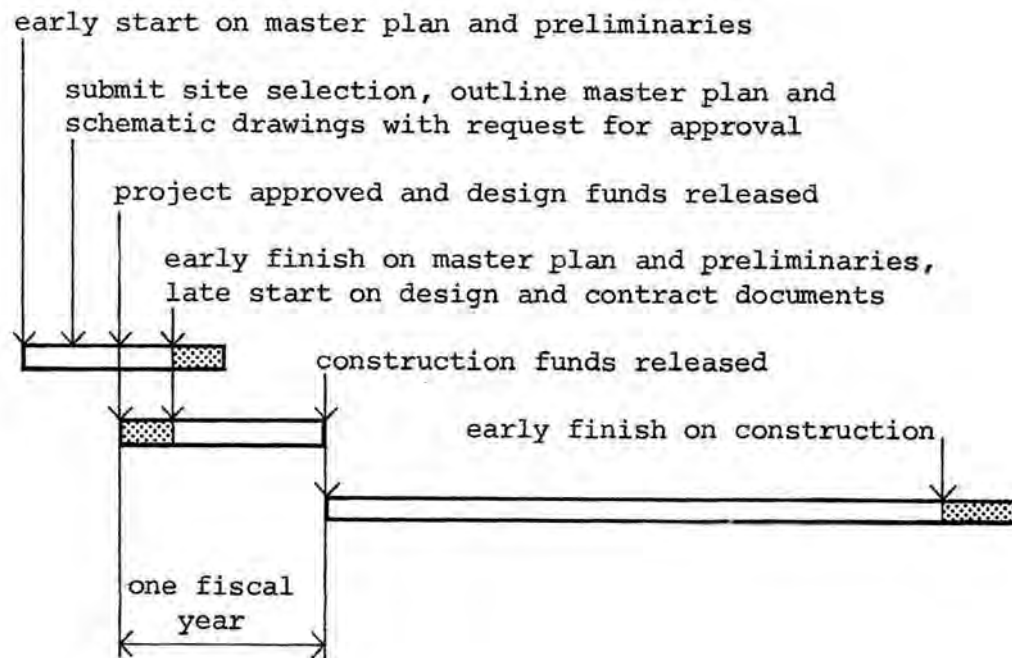 early start on master plan and preliminaries
submit site selection, outline master plan and
schematic drawings with request for approval
project approved and design funds released
early finish on master plan and preliminaries,
late start on design and contract documents
construction funds released
early finish on construction
one fiscal
year